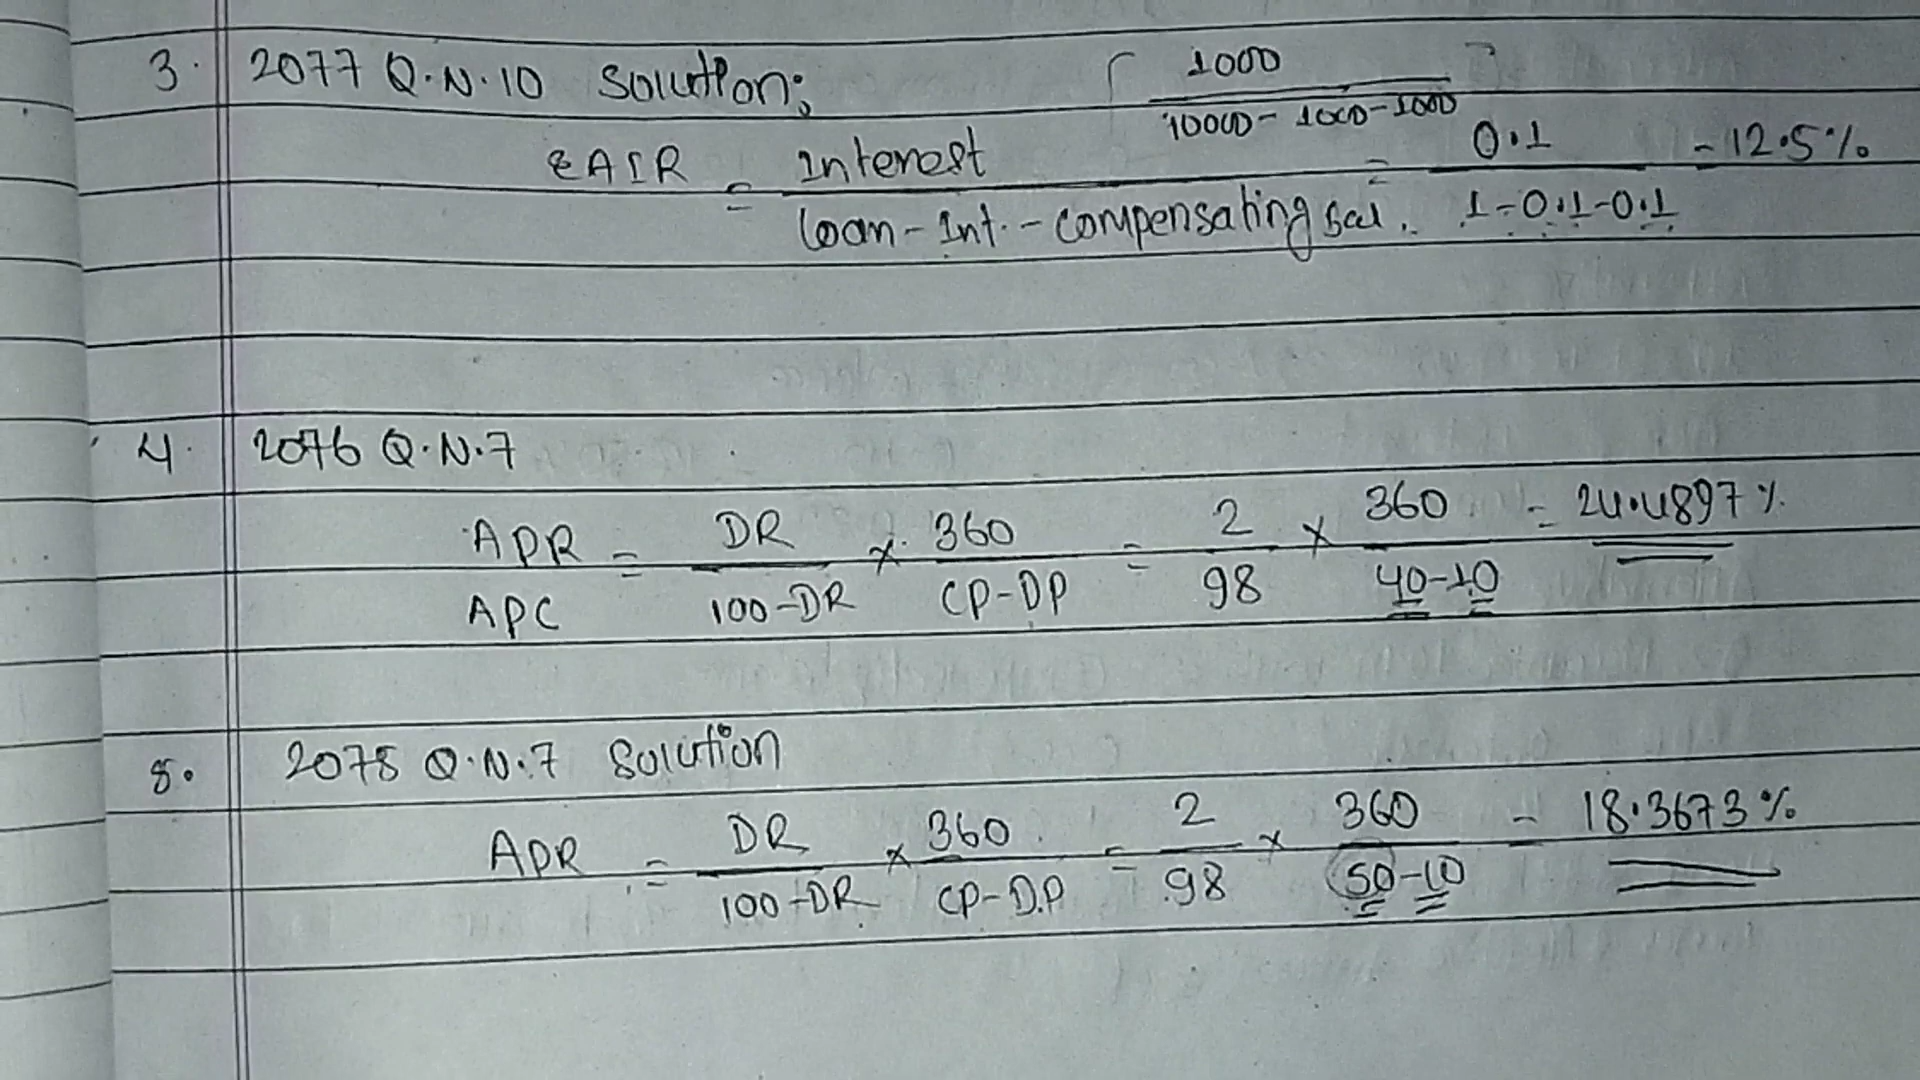 3. 2077 Q.N.10 Solution; [ 1000 / 10000 - 1000 - 1000 ]
EAIR = Interest / Loan - Int. - Compensating bal. = 0.1 / 1-0.1-0.1 = 12.5%
4. 2076 Q.N.7
APR = DR / 100-DR × 360 / CP-DP = 2 / 98 × 360 / 40-10 = 24.4897%
APC
5. 2075 Q.N.7 Solution
APR = DR / 100-DR × 360 / CP-D.P = 2 / 98 × 360 / 50-10 = 18.3673%